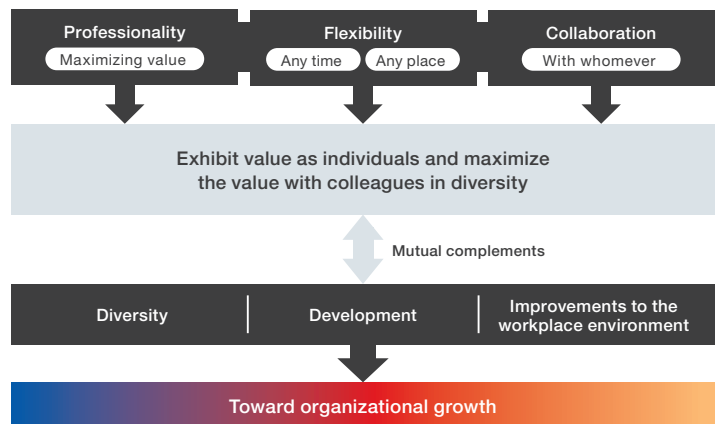 Professionality
Maximizing value
Flexibility
Any time
Any place
Collaboration
With whomever
Exhibit value as individuals and maximize
the value with colleagues in diversity
Mutual complements
Diversity
Development
Improvements to the
workplace environment
Toward organizational growth